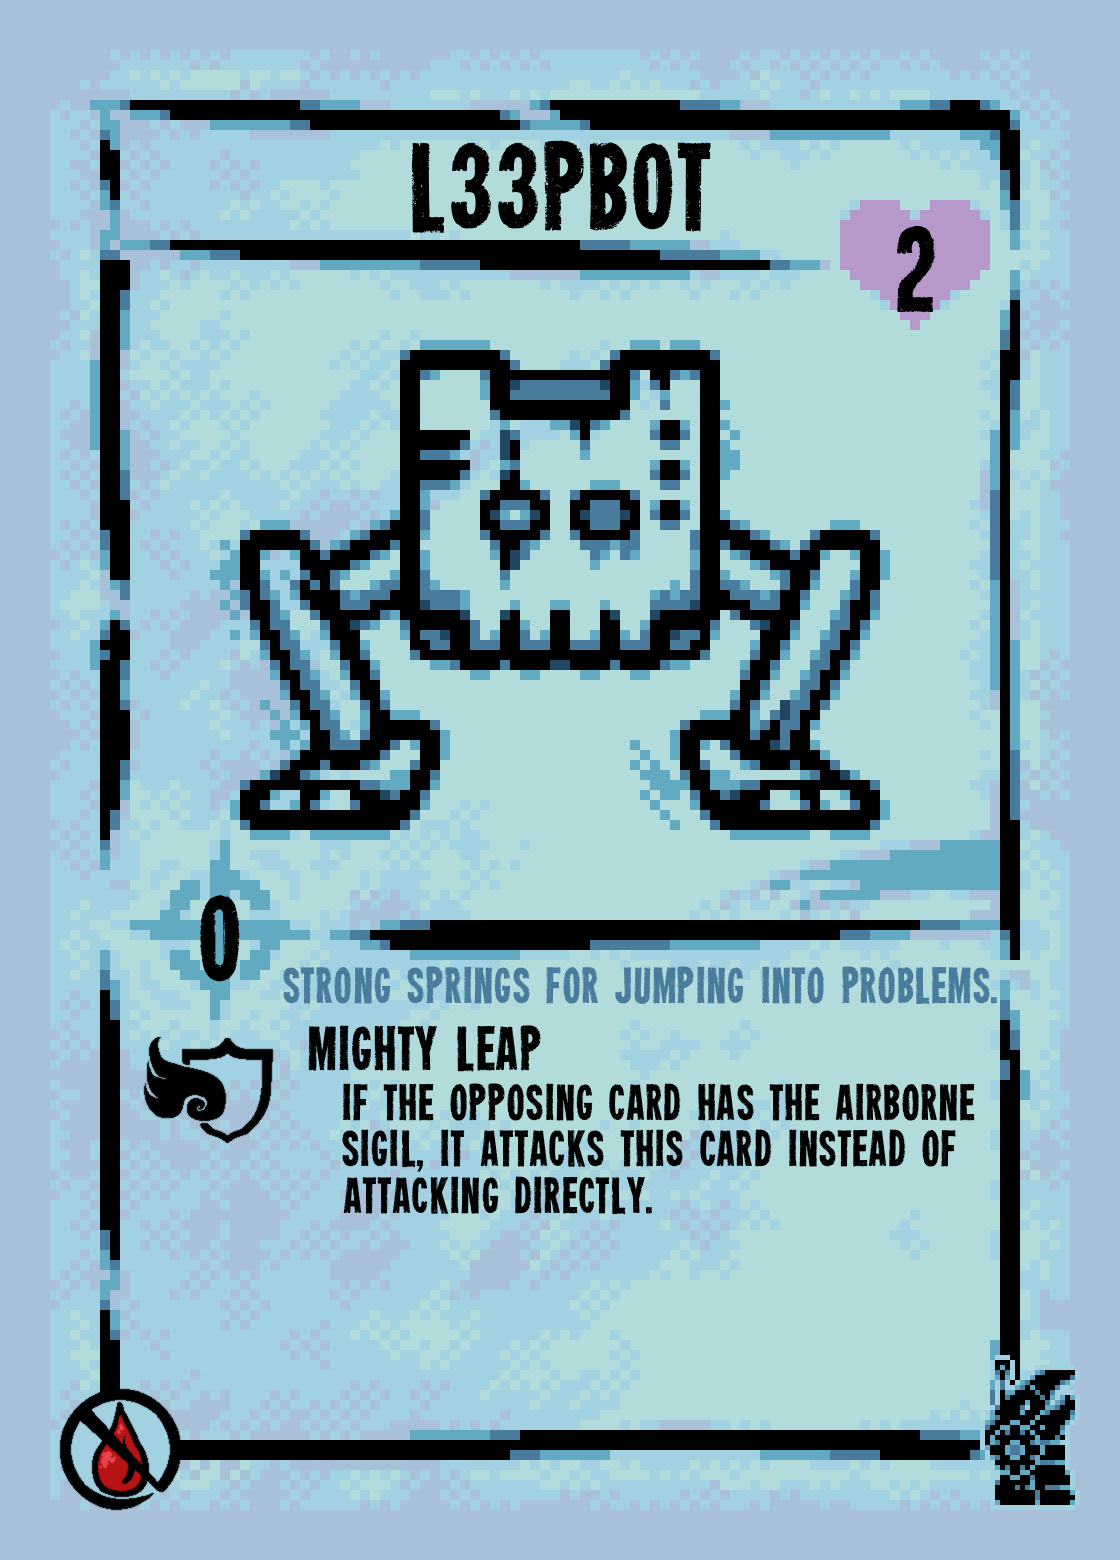 L33PBOT
2
0
STRONG SPRINGS FOR JUMPING INTO PROBLEMS.
MIGHTY LEAP
IF THE OPPOSING CARD HAS THE AIRBORNE
SIGIL, IT ATTACKS THIS CARD INSTEAD OF
ATTACKING DIRECTLY.